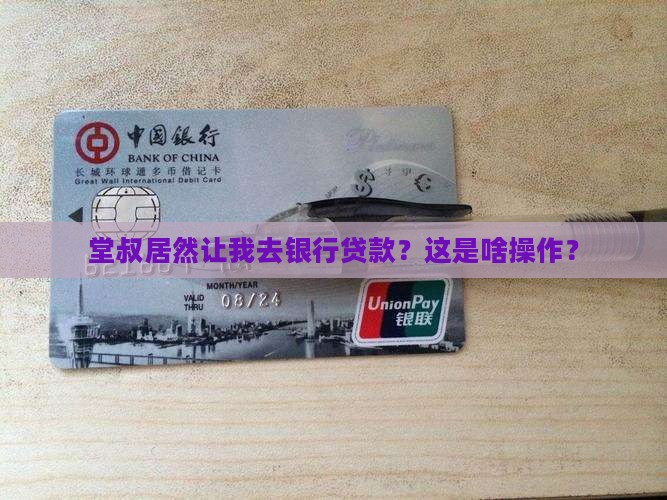 中国银行
BANK OF CHINA
长城环球通多币借记卡
Great Wall International Debit Card
Platinum
堂叔居然让我去银行贷款？这是啥操作？
MONTH/YEAR
VALID
THRU
08/24
UnionPay
银联